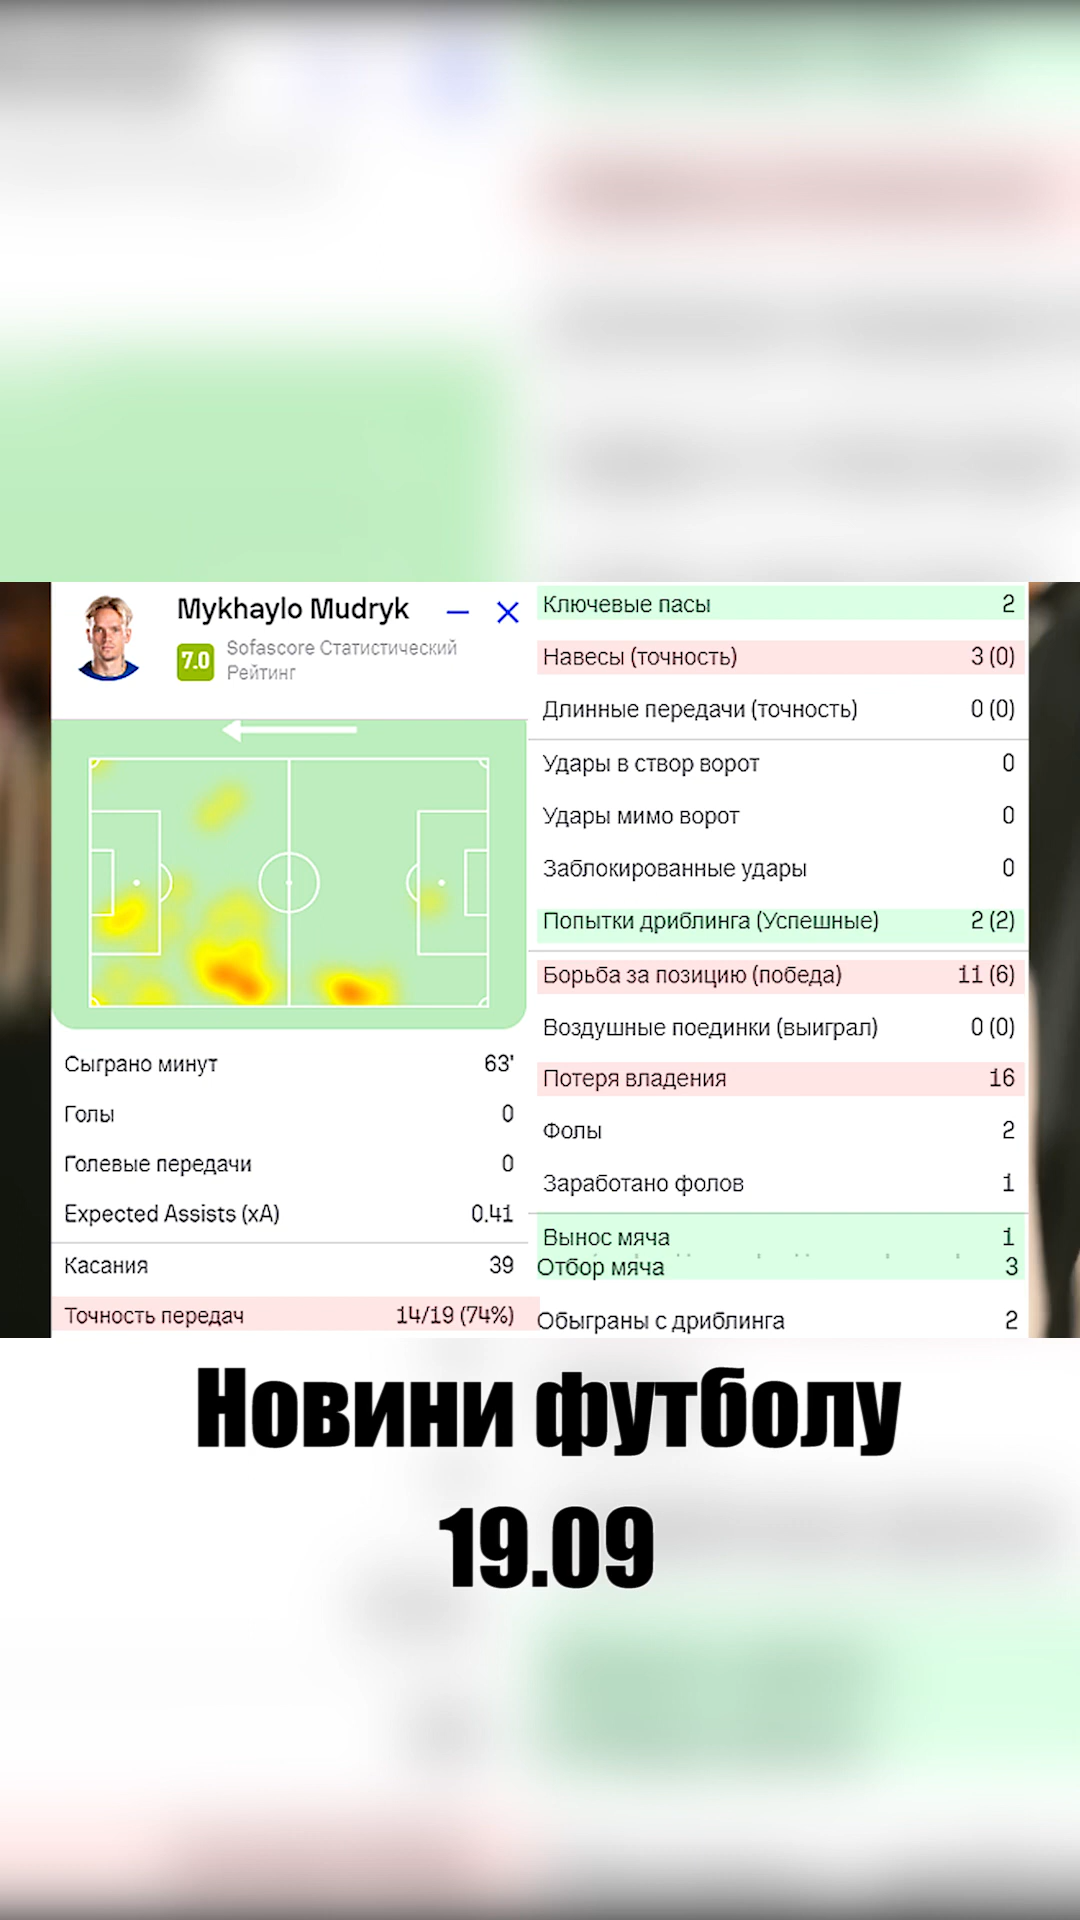 Mykhaylo Mudryk
7.0
Sofascore Статистический
Рейтинг
Сыграно минут 63'
Голы 0
Голевые передачи 0
Expected Assists (xA) 0.41
Касания 39
Точность передач 14/19 (74%)
Ключевые пасы 2
Навесы (точность) 3 (0)
Длинные передачи (точность) 0 (0)
Удары в створ ворот 0
Удары мимо ворот 0
Заблокированные удары 0
Попытки дриблинга (Успешные) 2 (2)
Борьба за позицию (победа) 11 (6)
Воздушные поединки (выиграл) 0 (0)
Потеря владения 16
Фолы 2
Заработано фолов 1
Вынос мяча 1
Отбор мяча 3
Обыграны с дриблинга 2
Новини футболу
19.09